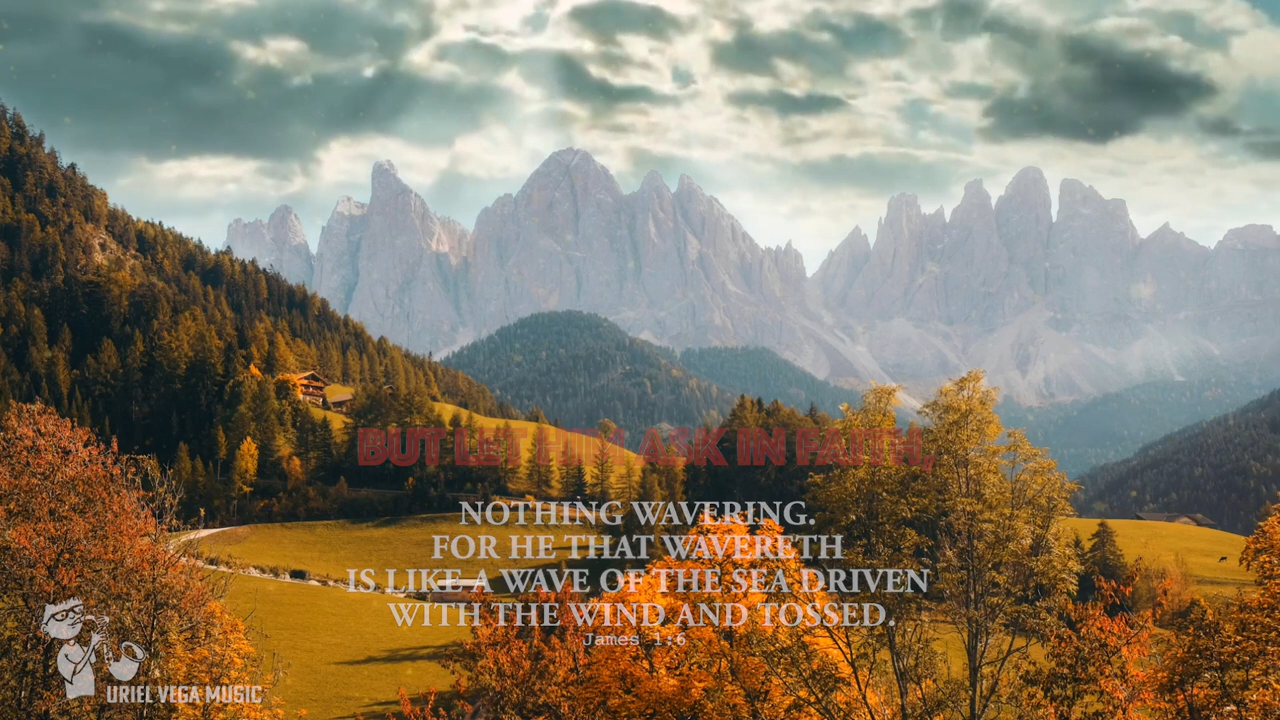 BUT LET HIM ASK IN FAITH,
NOTHING WAVERING.
FOR HE THAT WAVERETH
IS LIKE A WAVE OF THE SEA DRIVEN
WITH THE WIND AND TOSSED.
James 1:6
URIEL VEGA MUSIC